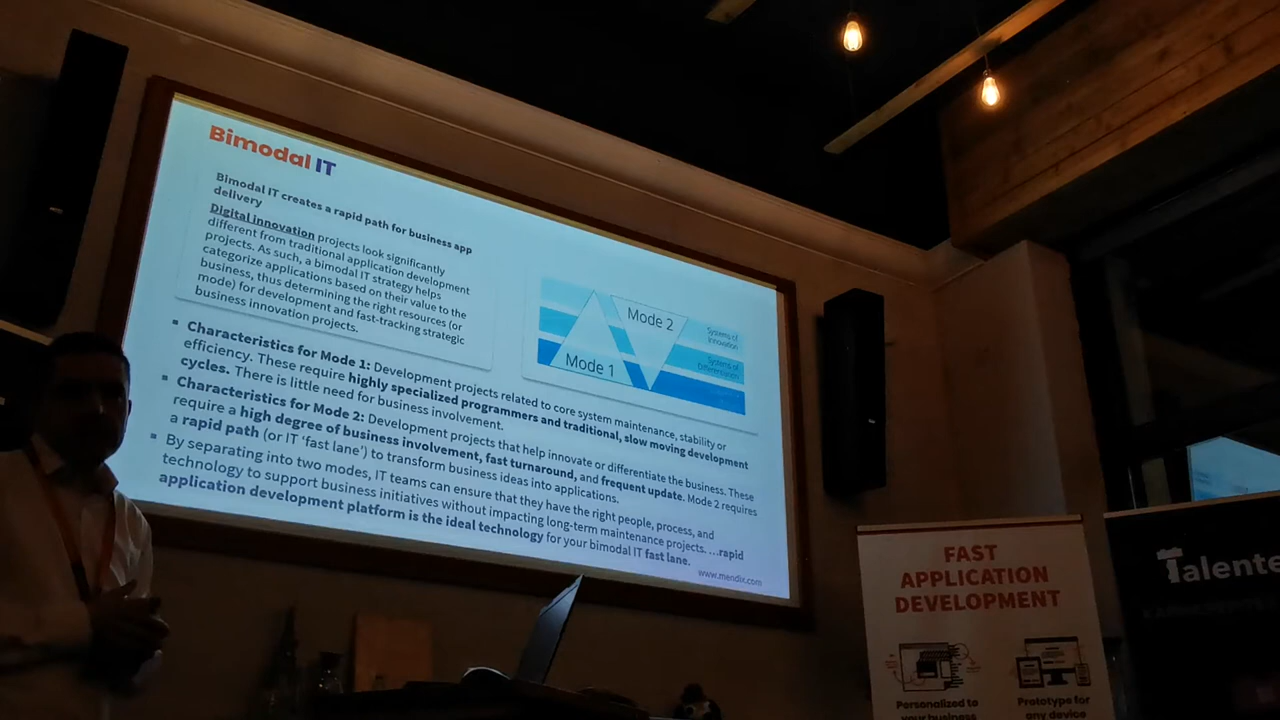 Bimodal IT
Bimodal IT creates a rapid path for business app
delivery
Digital innovation projects look significantly
different from traditional application development
projects. As such, a bimodal IT strategy helps
categorize applications based on their value to the
business, thus determining the right resources (or
mode) for development and fast-tracking strategic
business innovation projects.
Mode 2
Mode 1
Systems of
Innovation
Systems of
Differentiation
▪ Characteristics for Mode 1: Development projects related to core system maintenance, stability or
efficiency. These require highly specialized programmers and traditional, slow moving development
cycles. There is little need for business involvement.
▪ Characteristics for Mode 2: Development projects that help innovate or differentiate the business. These
require a high degree of business involvement, fast turnaround, and frequent update. Mode 2 requires
a rapid path (or IT ‘fast lane’) to transform business ideas into applications.
▪ By separating into two modes, IT teams can ensure that they have the right people, process, and
technology to support business initiatives without impacting long-term maintenance projects. …rapid
application development platform is the ideal technology for your bimodal IT fast lane.
www.mendix.com
FAST
APPLICATION
DEVELOPMENT
Personalized to
your business
Prototype for
any device
Talente